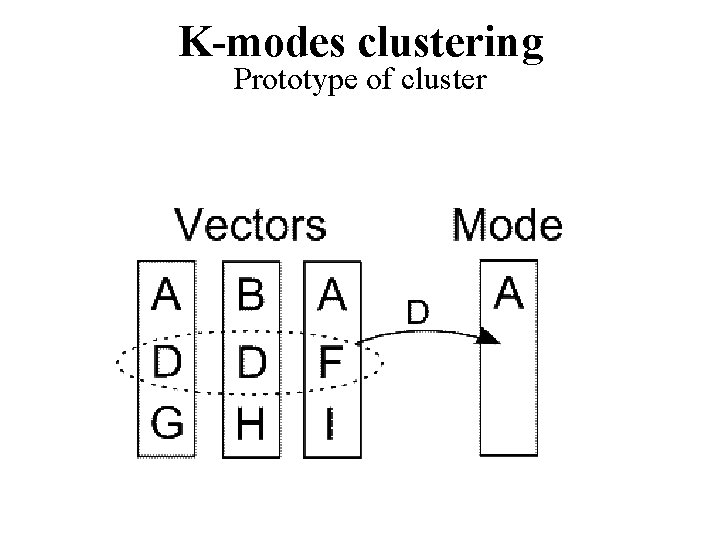 K-modes clustering
Prototype of cluster
Vectors Mode
A B A A
D
D D F
G H I